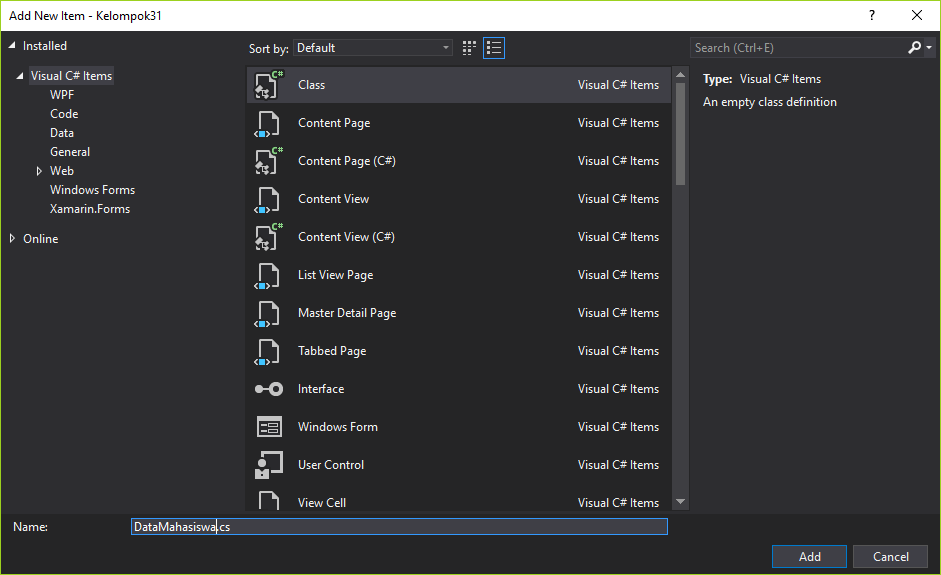 Add New Item - Kelompok31
?
Installed
Sort by: Default
Search (Ctrl+E)
Visual C# Items
WPF
Code
Data
General
Web
Windows Forms
Xamarin.Forms
Online
C# Class Visual C# Items
Content Page Visual C# Items
C# Content Page (C#) Visual C# Items
Content View Visual C# Items
C# Content View (C#) Visual C# Items
List View Page Visual C# Items
Master Detail Page Visual C# Items
Tabbed Page Visual C# Items
Interface Visual C# Items
Windows Form Visual C# Items
User Control Visual C# Items
View Cell Visual C# Items
Type: Visual C# Items
An empty class definition
Name: DataMahasiswa.cs
Add Cancel